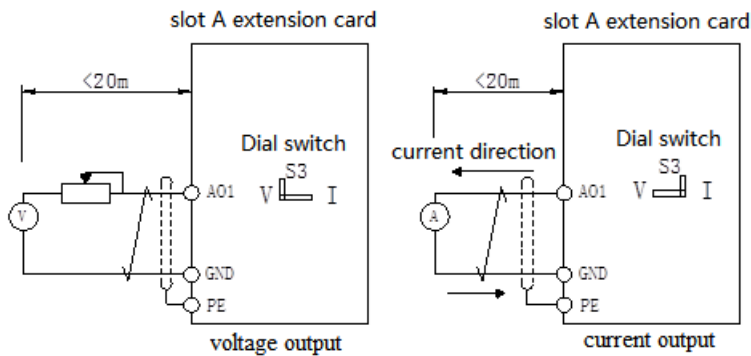 slot A extension card
<20m
Dial switch
S3
V I
AO1
V
GND
PE
voltage output
slot A extension card
<20m
Dial switch
current direction
S3
V I
AO1
A
GND
PE
current output